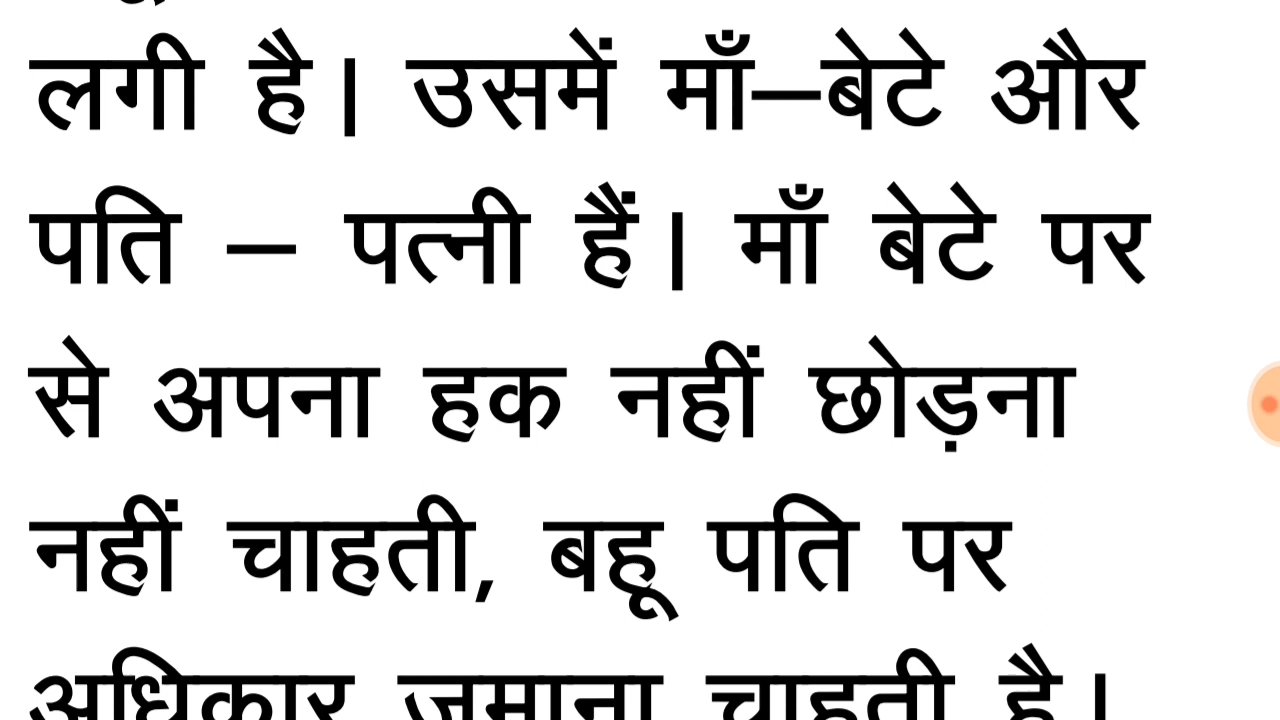 लगी है। उसमें माँ–बेटे और
पति – पत्नी हैं। माँ बेटे पर
से अपना हक नहीं छोड़ना
नहीं चाहती, बहू पति पर
अधिकार जमाना चाहती है।